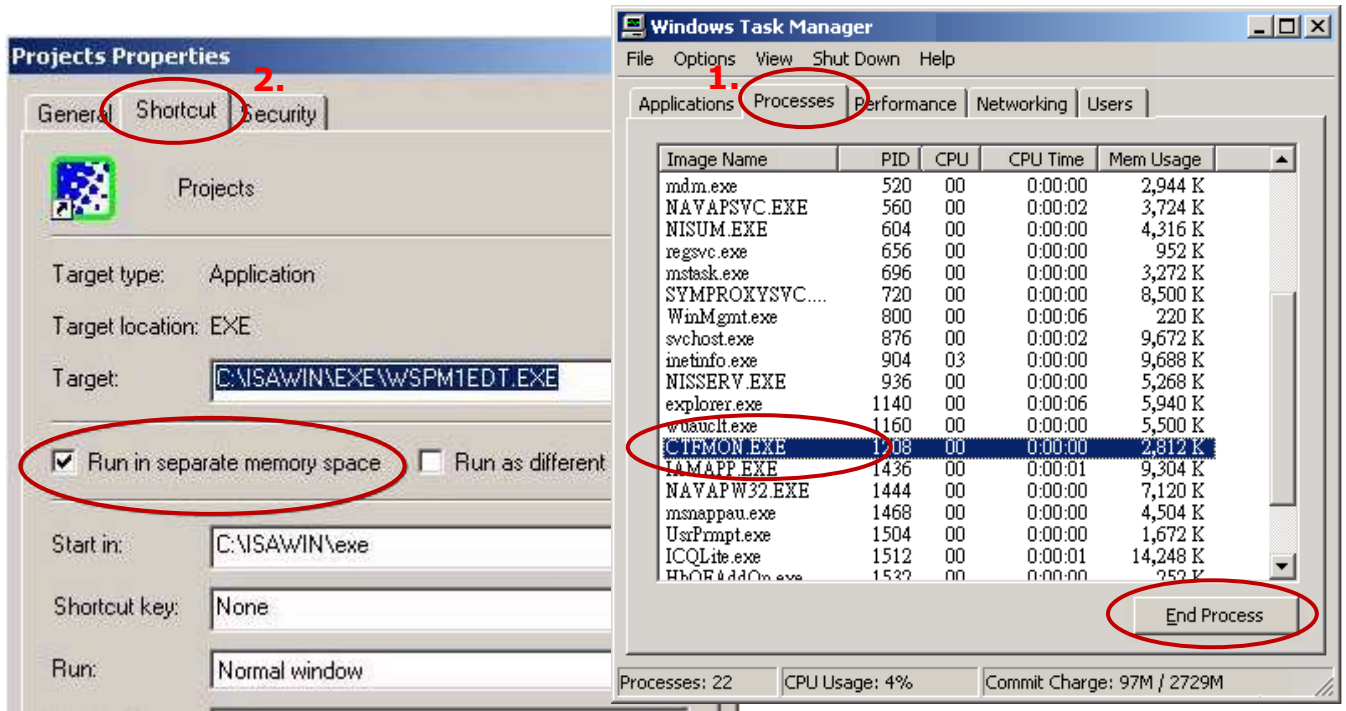 Projects Properties
2.
General Shortcut Security
Projects
Target type: Application
Target location: EXE
Target: C:\ISAWIN\EXE\WSPM1EDT.EXE
Run in separate memory space Run as different
Start in: C:\ISAWIN\exe
Shortcut key: None
Run: Normal window
Windows Task Manager
File Options View Shut Down Help
1.
Applications Processes Performance Networking Users
Image Name PID CPU CPU Time Mem Usage
mdm.exe 520 00 0:00:00 2,944 K
NAVAPSVC.EXE 560 00 0:00:02 3,724 K
NISUM.EXE 604 00 0:00:00 4,316 K
regsvc.exe 656 00 0:00:00 952 K
mstask.exe 696 00 0:00:00 3,272 K
SYMPROXYSVC.... 720 00 0:00:00 8,500 K
WinMgmt.exe 800 00 0:00:06 220 K
svchost.exe 876 00 0:00:02 9,672 K
inetinfo.exe 904 03 0:00:00 9,688 K
NISSERV.EXE 936 00 0:00:00 5,268 K
explorer.exe 1140 00 0:00:06 5,940 K
wuauclt.exe 1160 00 0:00:00 5,500 K
CTFMON.EXE 1208 00 0:00:00 2,812 K
IAMAPP.EXE 1436 00 0:00:01 9,304 K
NAVAPW32.EXE 1444 00 0:00:00 7,120 K
msnappau.exe 1468 00 0:00:00 4,504 K
UsrPrmpt.exe 1504 00 0:00:00 1,672 K
ICQLite.exe 1512 00 0:00:01 14,248 K
1532 00 0:00:00 252 K
End Process
Processes: 22 CPU Usage: 4% Commit Charge: 97M / 2729M